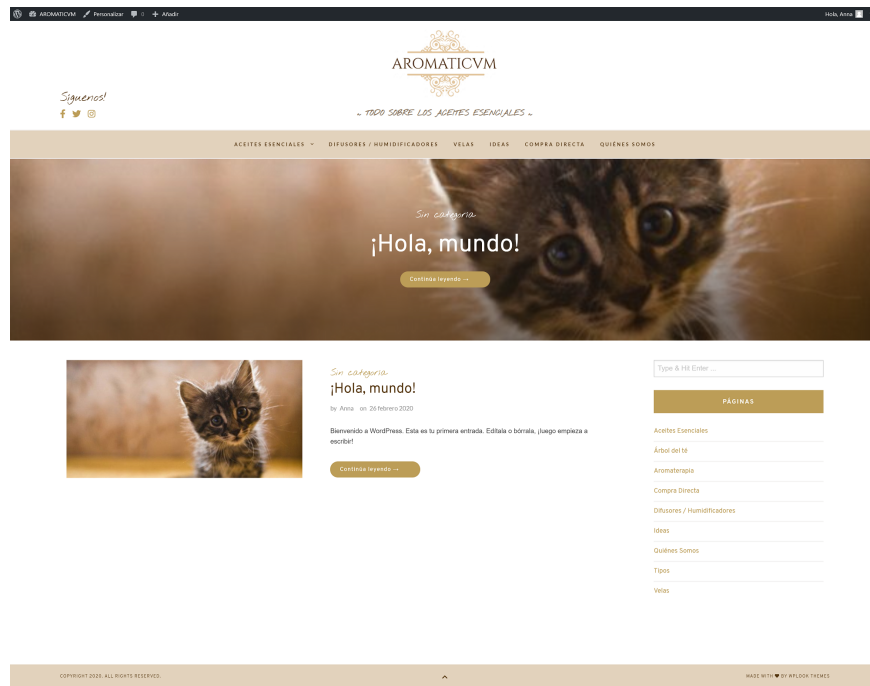 AROMATICVM Personalizar 0 Añadir Hola, Anna
AROMATICVM
Síguenos!
TODO SOBRE LOS ACEITES ESENCIALES
ACEITES ESENCIALES DIFUSORES / HUMIDIFICADORES VELAS IDEAS COMPRA DIRECTA QUIÉNES SOMOS
Sin categoría
¡Hola, mundo!
Continúa leyendo →
Sin categoría
¡Hola, mundo!
by Anna on 26 febrero 2020
Bienvenido a WordPress. Esta es tu primera entrada. Edítala o bórrala, ¡luego empieza a
escribir!
Continúa leyendo →
Type & Hit Enter ...
PÁGINAS
Aceites Esenciales
Árbol del té
Aromaterapia
Compra Directa
Difusores / Humidificadores
Ideas
Quiénes Somos
Tipos
Velas
COPYRIGHT 2020. ALL RIGHTS RESERVED.
MADE WITH ♥ BY WPLOOK THEMES